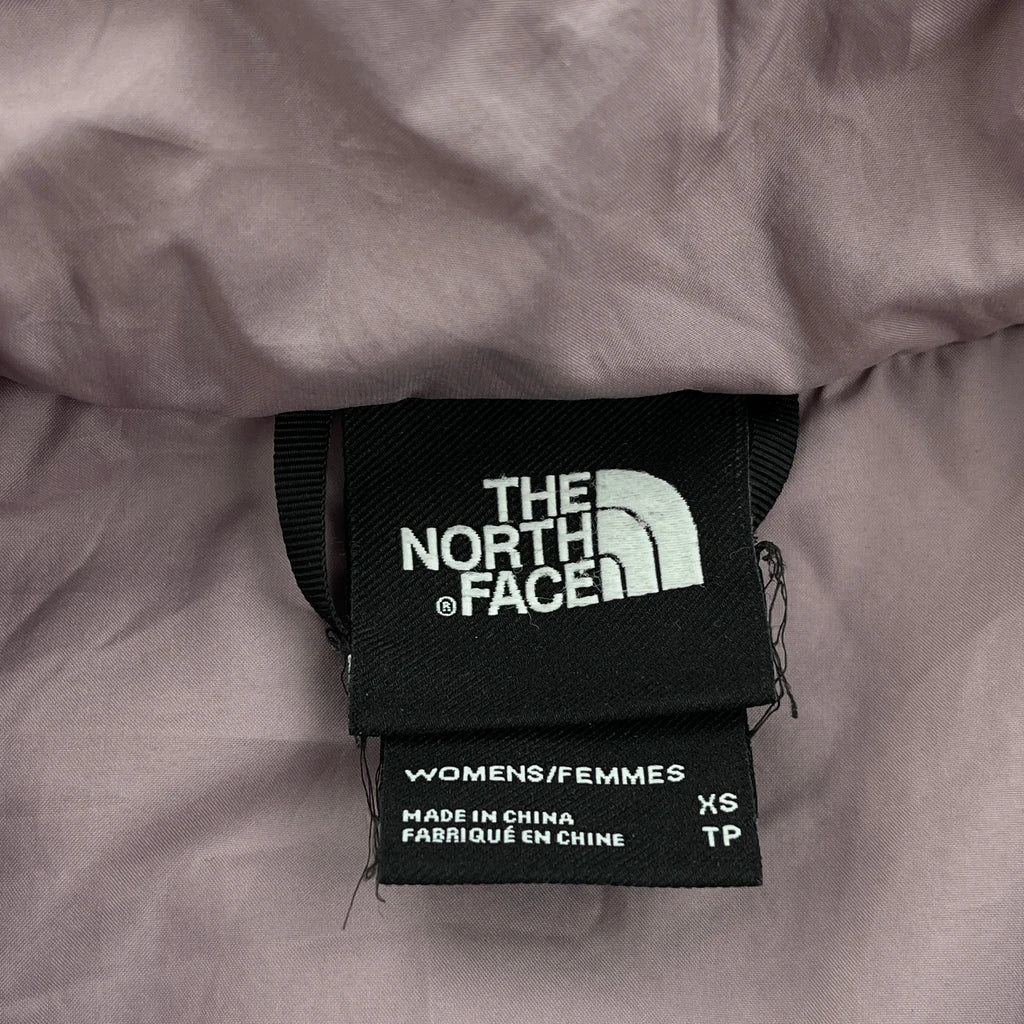 THE
NORTH
® FACE
WOMENS/FEMMES
XS
MADE IN CHINA
FABRIQUÉ EN CHINE
TP